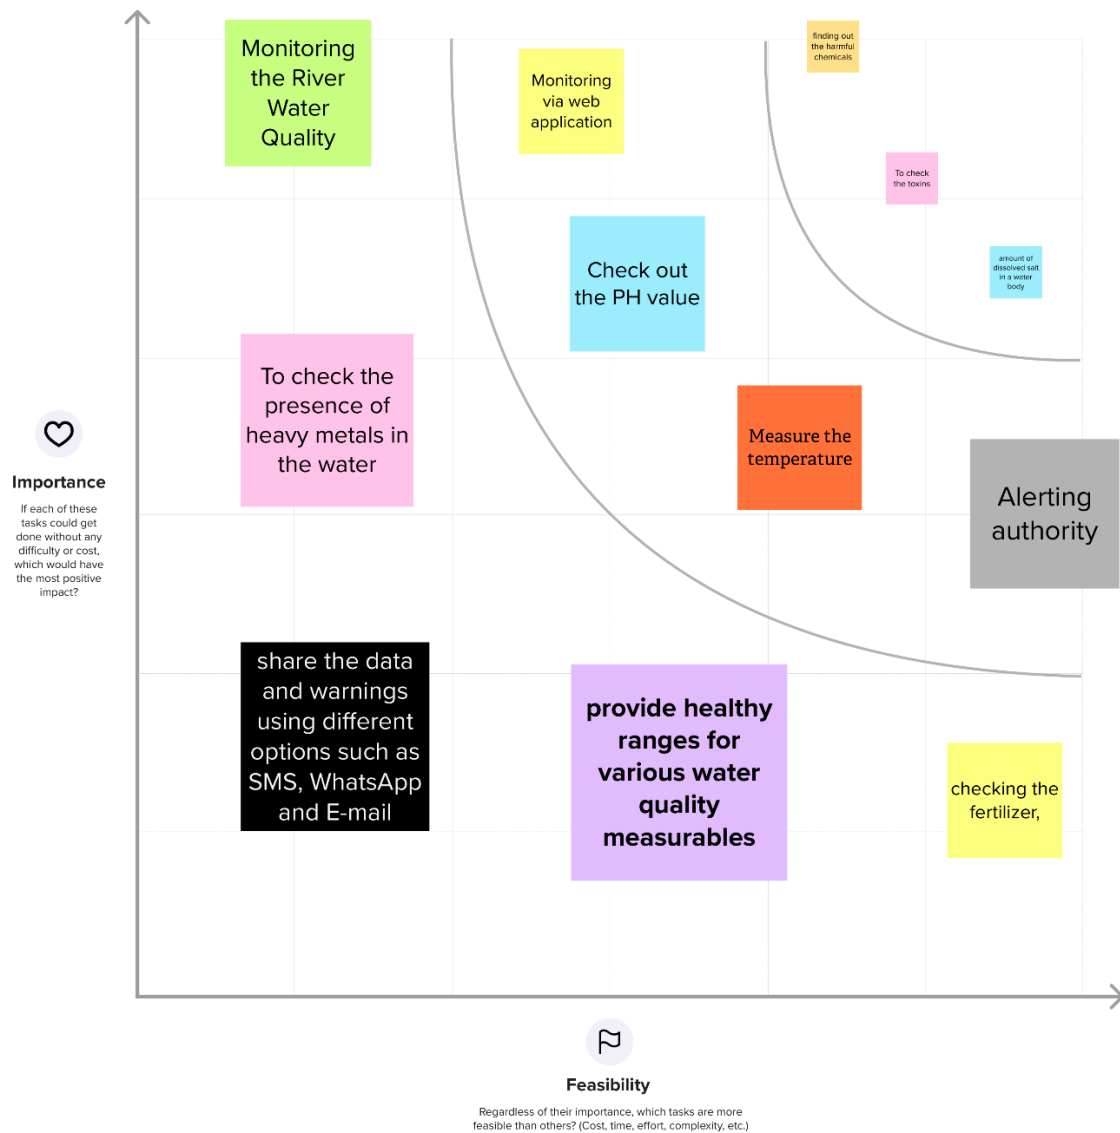 Monitoring
the River
Water
Quality
Monitoring
via web
application
finding out
the harmful
chemicals
To check
the toxins
Check out
the PH value
amount of
dissolved salt
in a water
body
To check the
presence of
heavy metals in
the water
Measure the
temperature
Alerting
authority
Importance
If each of these
tasks could get
done without any
difficulty or cost,
which would have
the most positive
impact?
share the data
and warnings
using different
options such as
SMS, WhatsApp
and E-mail
provide healthy
ranges for
various water
quality
measurables
checking the
fertilizer,
Feasibility
Regardless of their importance, which tasks are more
feasible than others? (Cost, time, effort, complexity, etc.)